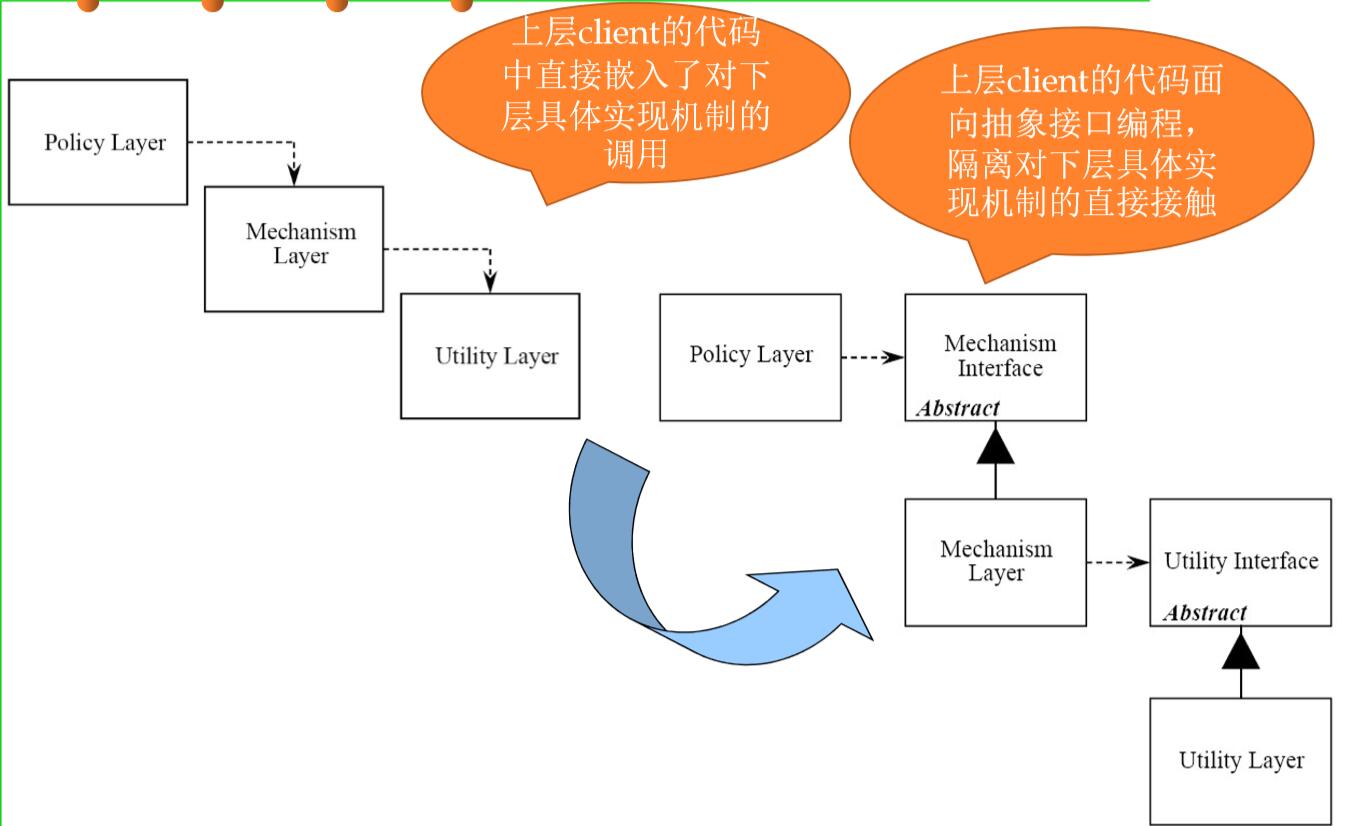 上层client的代码
中直接嵌入了对下
层具体实现机制的
调用
上层client的代码面
向抽象接口编程，
隔离对下层具体实
现机制的直接接触
Policy Layer
Mechanism
Layer
Utility Layer
Policy Layer
Mechanism
Interface
Abstract
Mechanism
Layer
Utility Interface
Abstract
Utility Layer